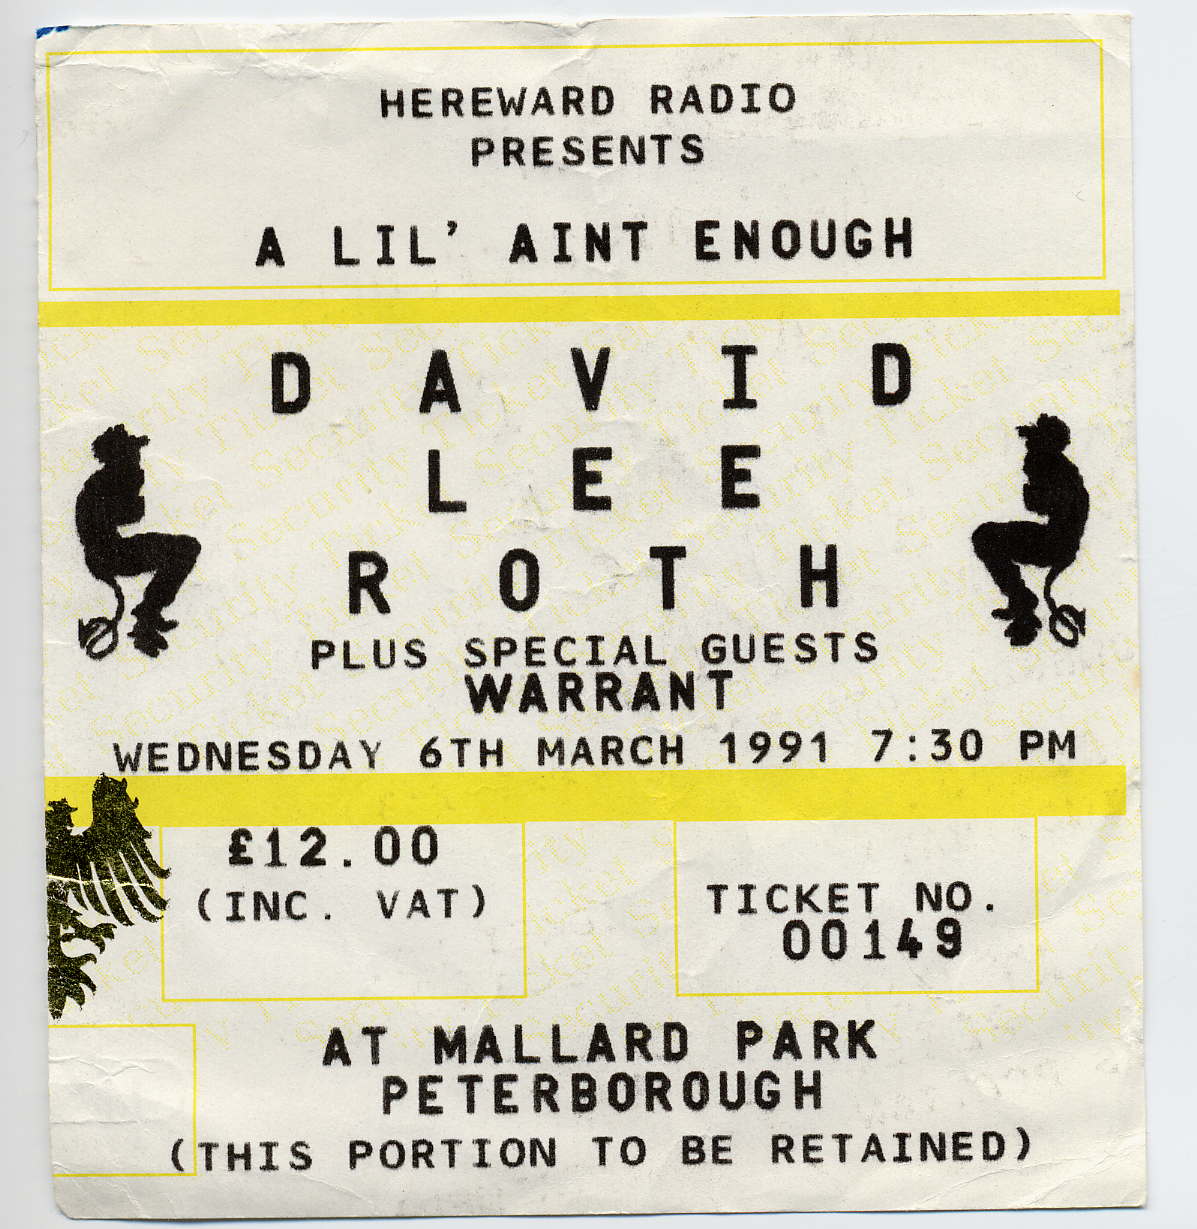 HEREWARD RADIO
PRESENTS
A LIL' AINT ENOUGH
DAVID
LEE
ROTH
PLUS SPECIAL GUESTS
WARRANT
WEDNESDAY 6TH MARCH 1991 7:30 PM
£12.00
(INC. VAT)
TICKET NO.
00149
AT MALLARD PARK
PETERBOROUGH
(THIS PORTION TO BE RETAINED)